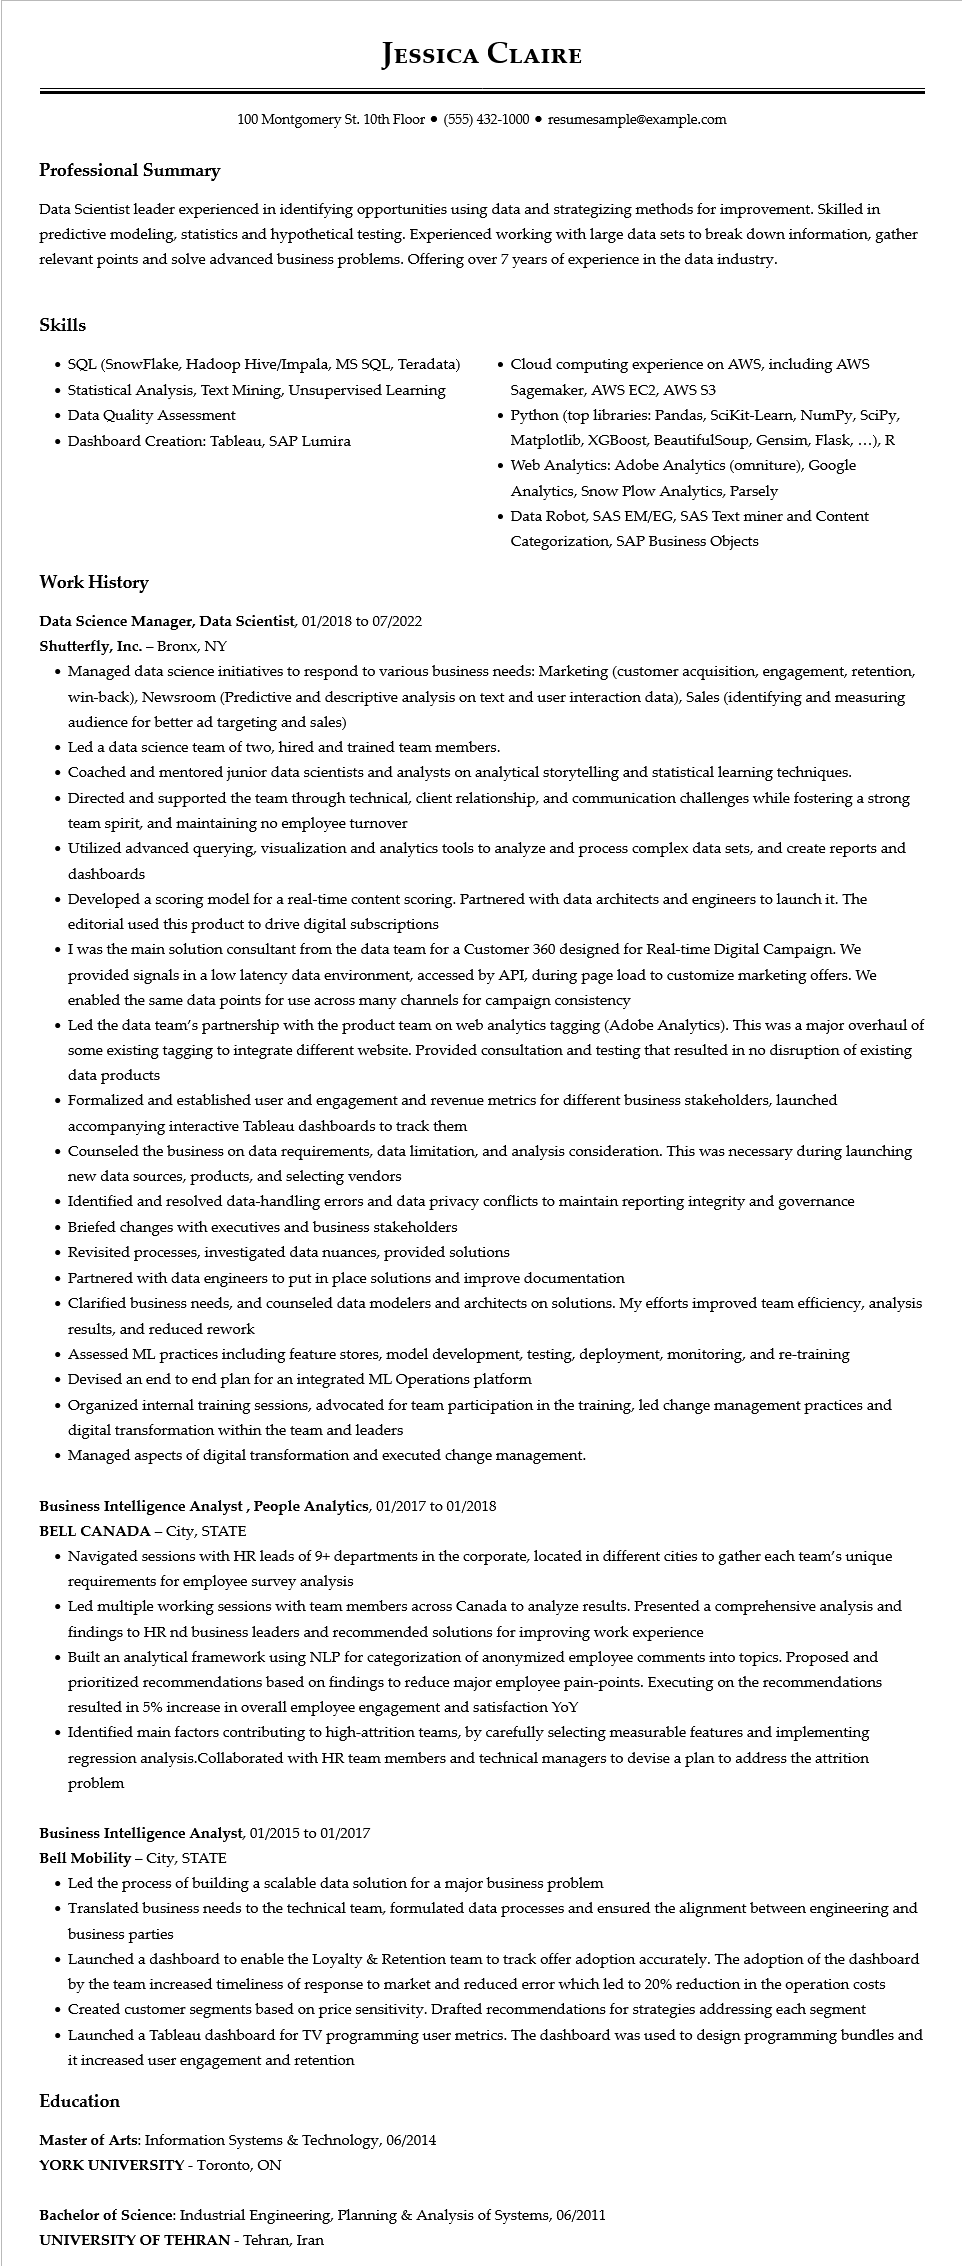 Jessica Claire
100 Montgomery St. 10th Floor ● (555) 432-1000 ● resumesample@example.com
Professional Summary
Data Scientist leader experienced in identifying opportunities using data and strategizing methods for improvement. Skilled in
predictive modeling, statistics and hypothetical testing. Experienced working with large data sets to break down information, gather
relevant points and solve advanced business problems. Offering over 7 years of experience in the data industry.
Skills
• SQL (SnowFlake, Hadoop Hive/Impala, MS SQL, Teradata)
• Statistical Analysis, Text Mining, Unsupervised Learning
• Data Quality Assessment
• Dashboard Creation: Tableau, SAP Lumira
• Cloud computing experience on AWS, including AWS
Sagemaker, AWS EC2, AWS S3
• Python (top libraries: Pandas, SciKit-Learn, NumPy, SciPy,
Matplotlib, XGBoost, BeautifulSoup, Gensim, Flask, …), R
• Web Analytics: Adobe Analytics (omniture), Google
Analytics, Snow Plow Analytics, Parsely
• Data Robot, SAS EM/EG, SAS Text miner and Content
Categorization, SAP Business Objects
Work History
Data Science Manager, Data Scientist, 01/2018 to 07/2022
Shutterfly, Inc. – Bronx, NY
• Managed data science initiatives to respond to various business needs: Marketing (customer acquisition, engagement, retention,
win-back), Newsroom (Predictive and descriptive analysis on text and user interaction data), Sales (identifying and measuring
audience for better ad targeting and sales)
• Led a data science team of two, hired and trained team members.
• Coached and mentored junior data scientists and analysts on analytical storytelling and statistical learning techniques.
• Directed and supported the team through technical, client relationship, and communication challenges while fostering a strong
team spirit, and maintaining no employee turnover
• Utilized advanced querying, visualization and analytics tools to analyze and process complex data sets, and create reports and
dashboards
• Developed a scoring model for a real-time content scoring. Partnered with data architects and engineers to launch it. The
editorial used this product to drive digital subscriptions
• I was the main solution consultant from the data team for a Customer 360 designed for Real-time Digital Campaign. We
provided signals in a low latency data environment, accessed by API, during page load to customize marketing offers. We
enabled the same data points for use across many channels for campaign consistency
• Led the data team’s partnership with the product team on web analytics tagging (Adobe Analytics). This was a major overhaul of
some existing tagging to integrate different website. Provided consultation and testing that resulted in no disruption of existing
data products
• Formalized and established user and engagement and revenue metrics for different business stakeholders, launched
accompanying interactive Tableau dashboards to track them
• Counseled the business on data requirements, data limitation, and analysis consideration. This was necessary during launching
new data sources, products, and selecting vendors
• Identified and resolved data-handling errors and data privacy conflicts to maintain reporting integrity and governance
• Briefed changes with executives and business stakeholders
• Revisited processes, investigated data nuances, provided solutions
• Partnered with data engineers to put in place solutions and improve documentation
• Clarified business needs, and counseled data modelers and architects on solutions. My efforts improved team efficiency, analysis
results, and reduced rework
• Assessed ML practices including feature stores, model development, testing, deployment, monitoring, and re-training
• Devised an end to end plan for an integrated ML Operations platform
• Organized internal training sessions, advocated for team participation in the training, led change management practices and
digital transformation within the team and leaders
• Managed aspects of digital transformation and executed change management.
Business Intelligence Analyst , People Analytics, 01/2017 to 01/2018
BELL CANADA – City, STATE
• Navigated sessions with HR leads of 9+ departments in the corporate, located in different cities to gather each team’s unique
requirements for employee survey analysis
• Led multiple working sessions with team members across Canada to analyze results. Presented a comprehensive analysis and
findings to HR nd business leaders and recommended solutions for improving work experience
• Built an analytical framework using NLP for categorization of anonymized employee comments into topics. Proposed and
prioritized recommendations based on findings to reduce major employee pain-points. Executing on the recommendations
resulted in 5% increase in overall employee engagement and satisfaction YoY
• Identified main factors contributing to high-attrition teams, by carefully selecting measurable features and implementing
regression analysis.Collaborated with HR team members and technical managers to devise a plan to address the attrition
problem
Business Intelligence Analyst, 01/2015 to 01/2017
Bell Mobility – City, STATE
• Led the process of building a scalable data solution for a major business problem
• Translated business needs to the technical team, formulated data processes and ensured the alignment between engineering and
business parties
• Launched a dashboard to enable the Loyalty & Retention team to track offer adoption accurately. The adoption of the dashboard
by the team increased timeliness of response to market and reduced error which led to 20% reduction in the operation costs
• Created customer segments based on price sensitivity. Drafted recommendations for strategies addressing each segment
• Launched a Tableau dashboard for TV programming user metrics. The dashboard was used to design programming bundles and
it increased user engagement and retention
Education
Master of Arts: Information Systems & Technology, 06/2014
YORK UNIVERSITY - Toronto, ON
Bachelor of Science: Industrial Engineering, Planning & Analysis of Systems, 06/2011
UNIVERSITY OF TEHRAN - Tehran, Iran